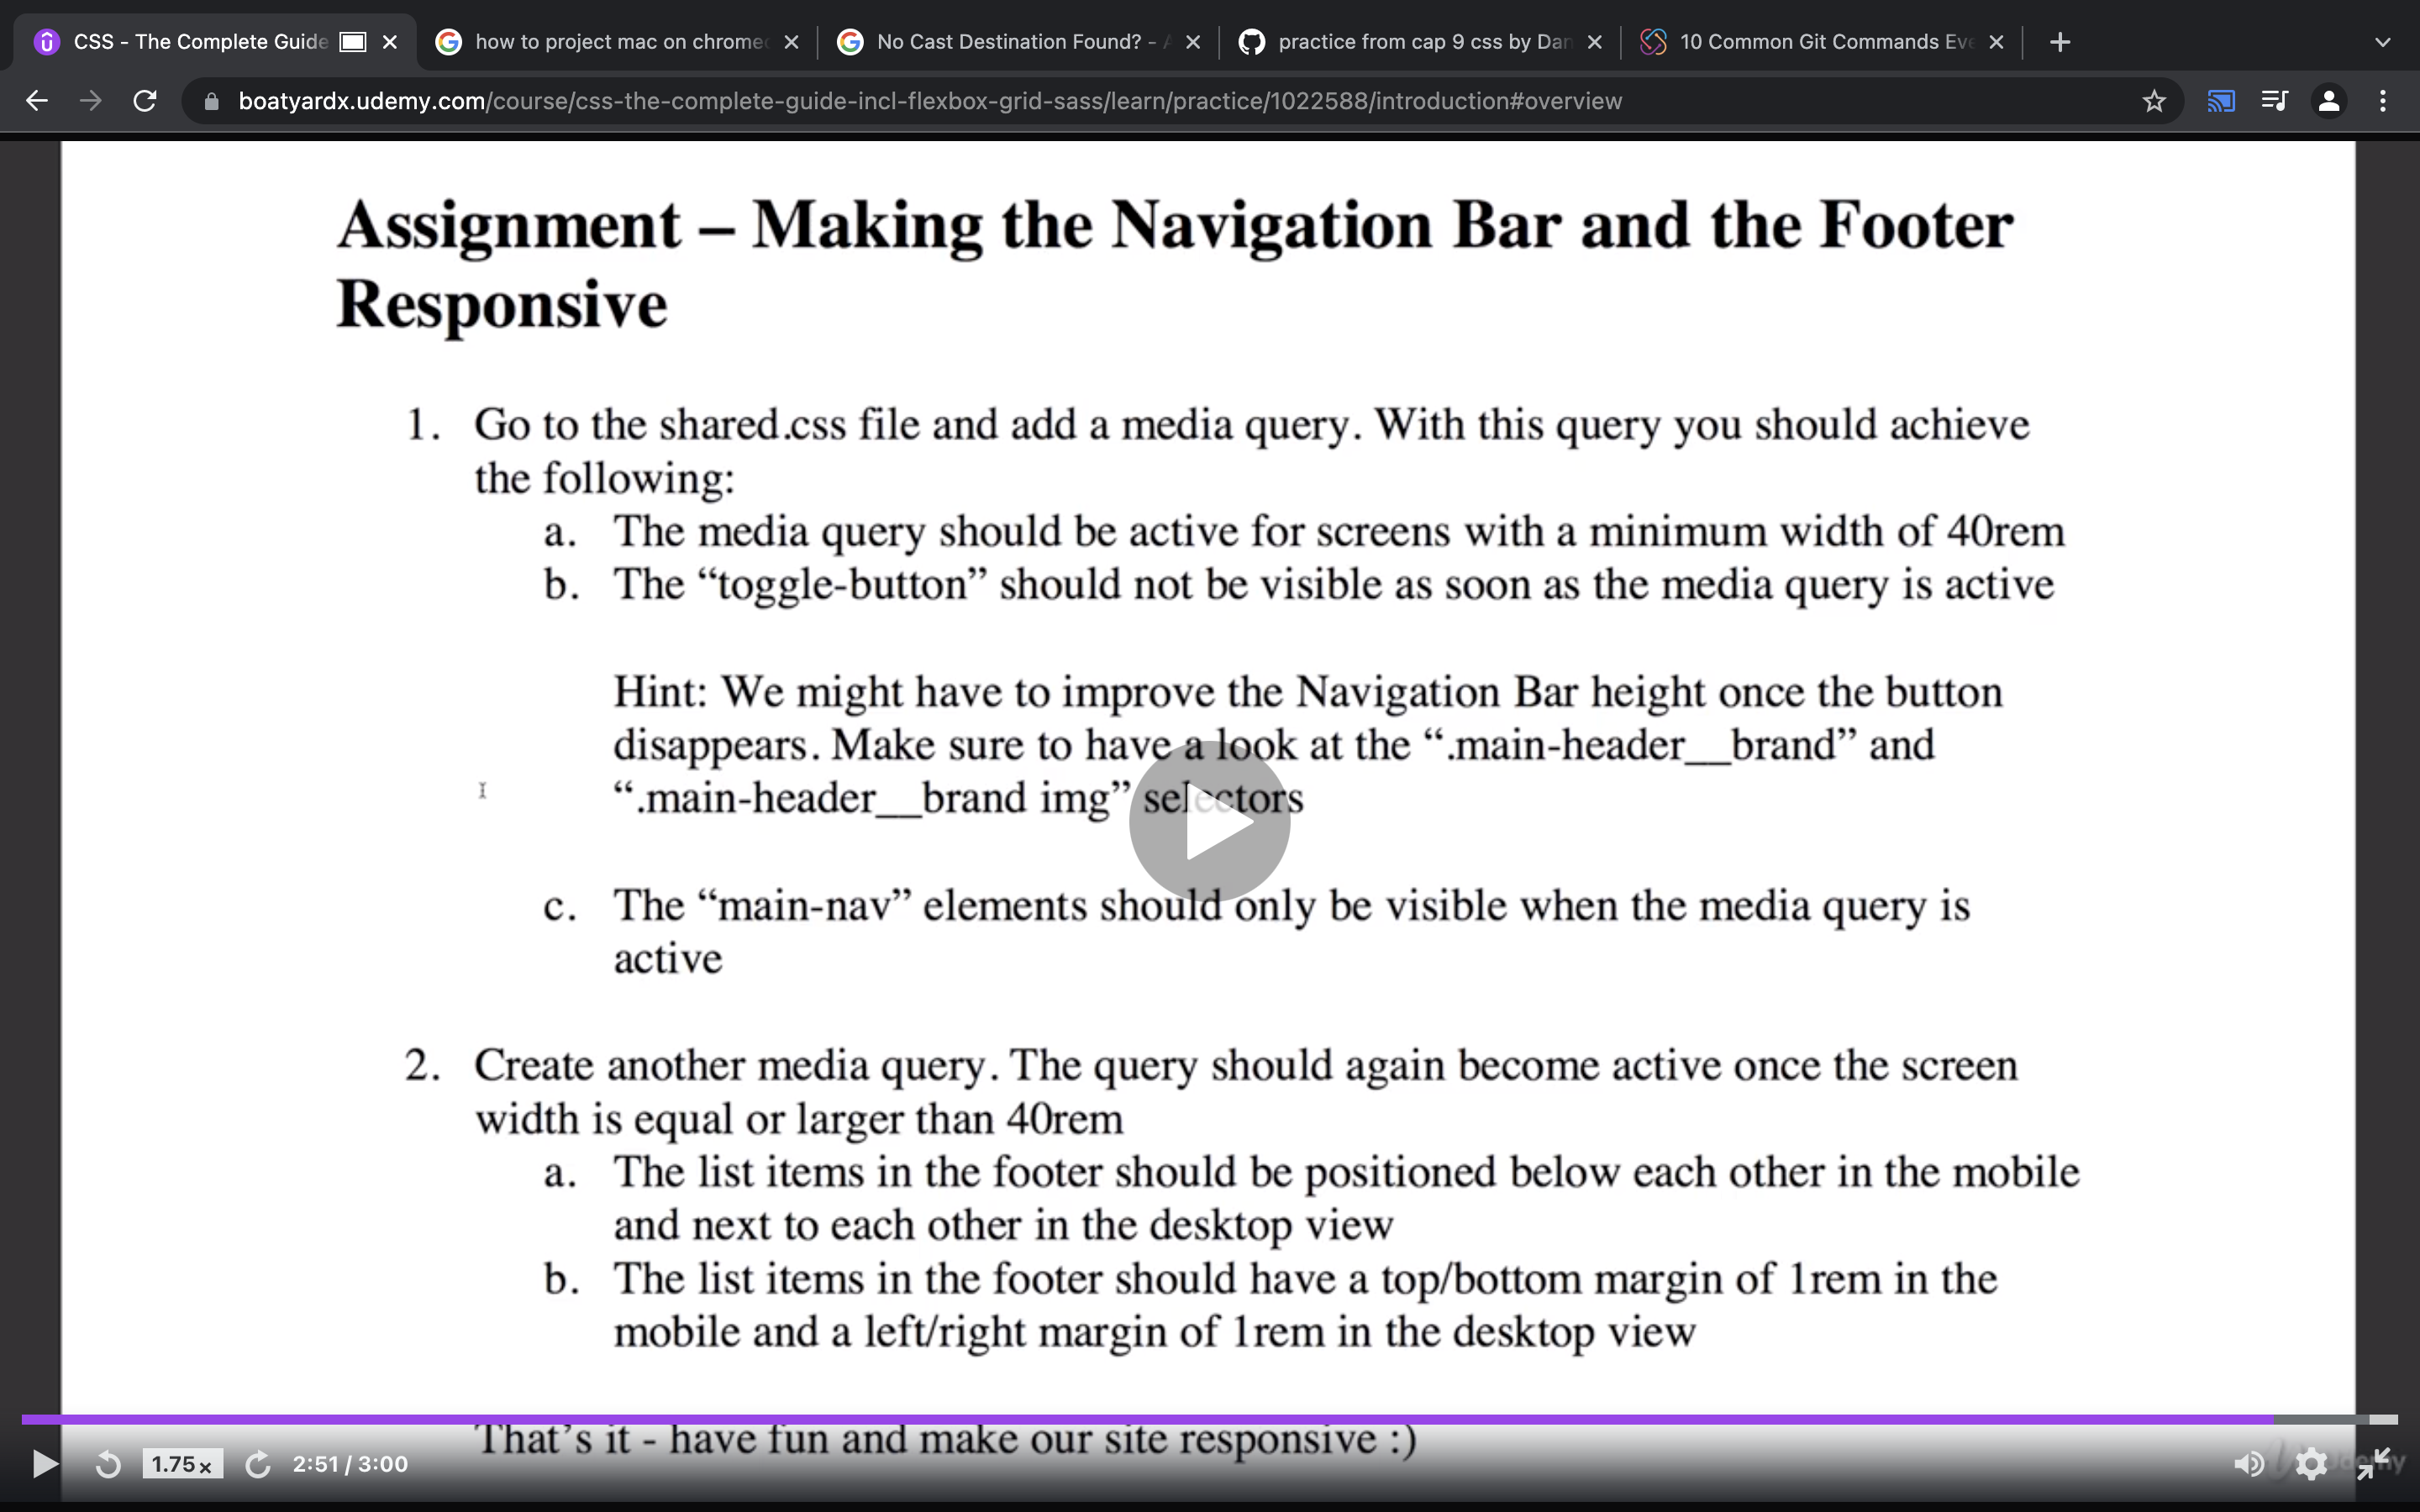 CSS - The Complete Guide
how to project mac on chromec
No Cast Destination Found? - A
practice from cap 9 css by Dan
10 Common Git Commands Eve
boatyardx.udemy.com/course/css-the-complete-guide-incl-flexbox-grid-sass/learn/practice/1022588/introduction#overview
Assignment – Making the Navigation Bar and the Footer
Responsive
1. Go to the shared.css file and add a media query. With this query you should achieve
the following:
a. The media query should be active for screens with a minimum width of 40rem
b. The “toggle-button” should not be visible as soon as the media query is active
Hint: We might have to improve the Navigation Bar height once the button
disappears. Make sure to have a look at the “.main-header__brand” and
“.main-header__brand img” selectors
c. The “main-nav” elements should only be visible when the media query is
active
2. Create another media query. The query should again become active once the screen
width is equal or larger than 40rem
a. The list items in the footer should be positioned below each other in the mobile
and next to each other in the desktop view
b. The list items in the footer should have a top/bottom margin of 1rem in the
mobile and a left/right margin of 1rem in the desktop view
That’s it - have fun and make our site responsive :)
1.75x
2:51 / 3:00
Udemy